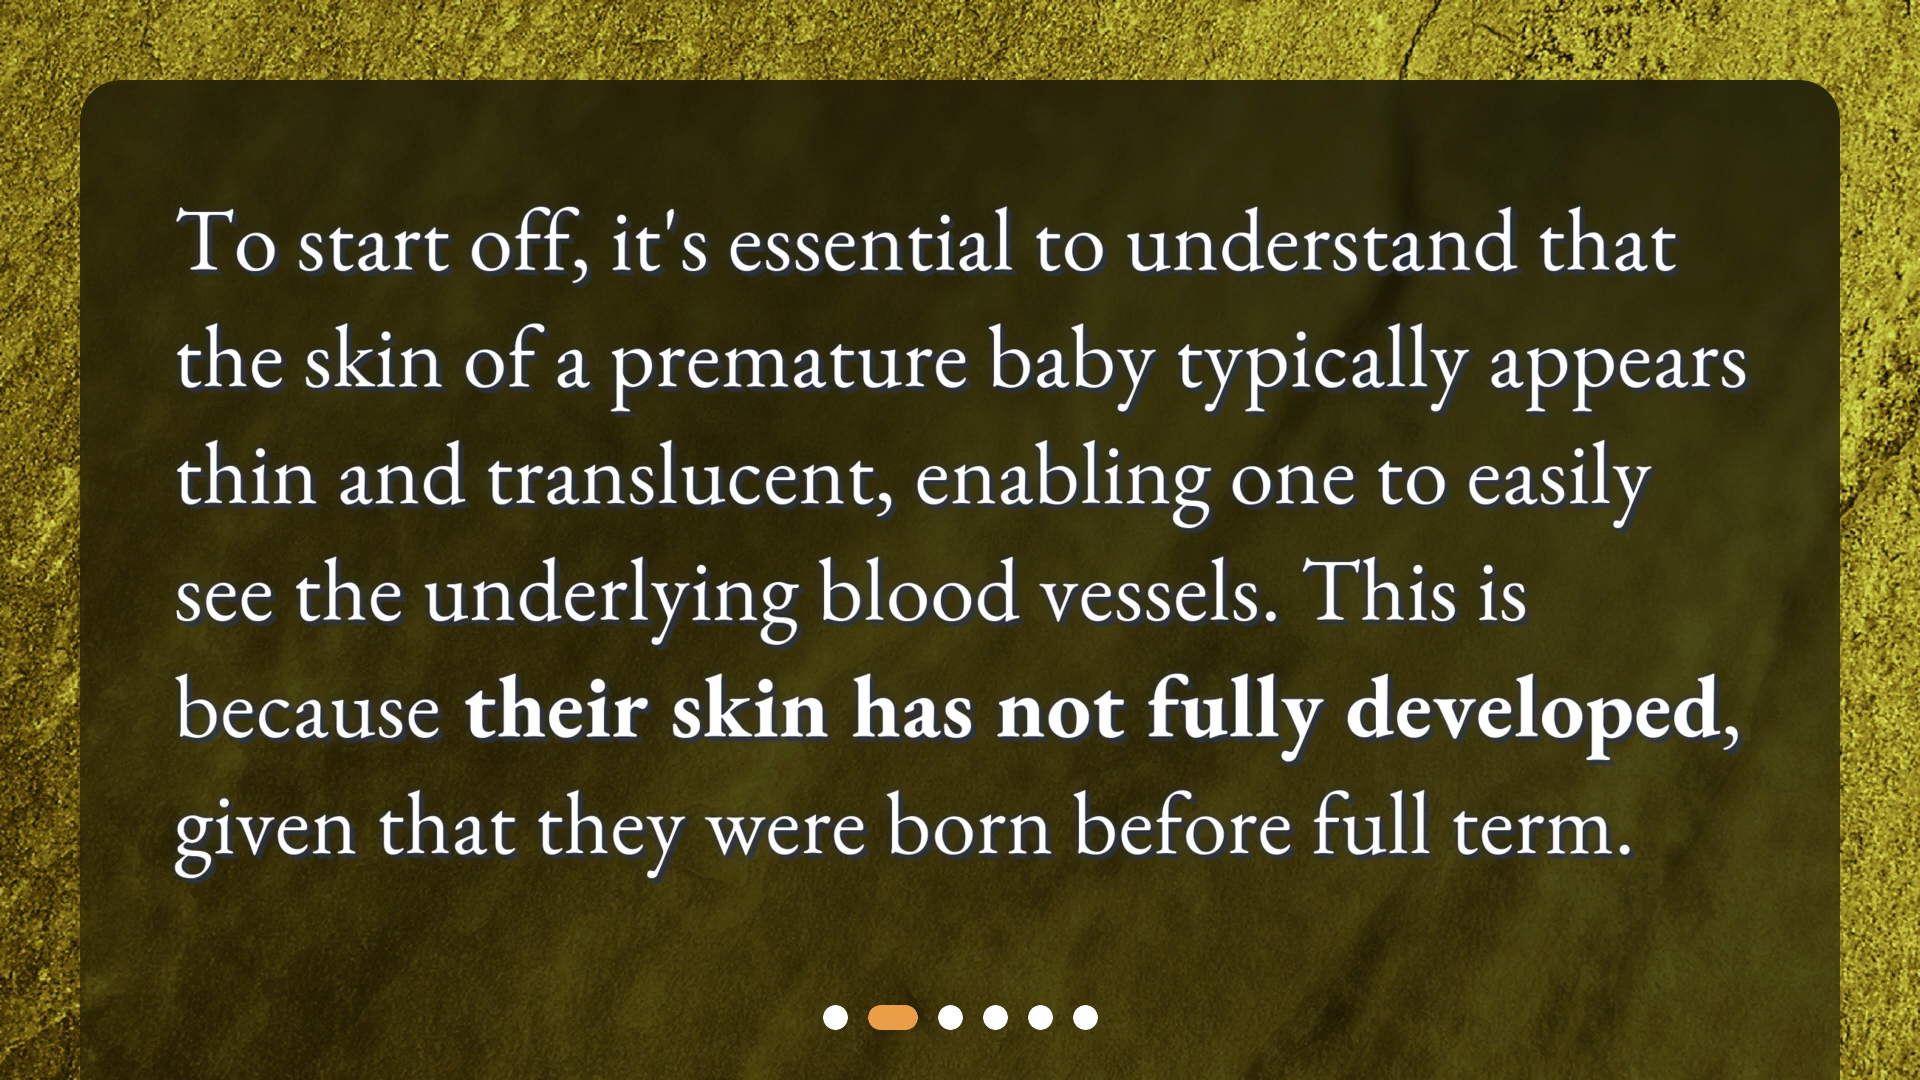 To start off, it's essential to understand that
the skin of a premature baby typically appears
thin and translucent, enabling one to easily
see the underlying blood vessels. This is
because their skin has not fully developed,
given that they were born before full term.